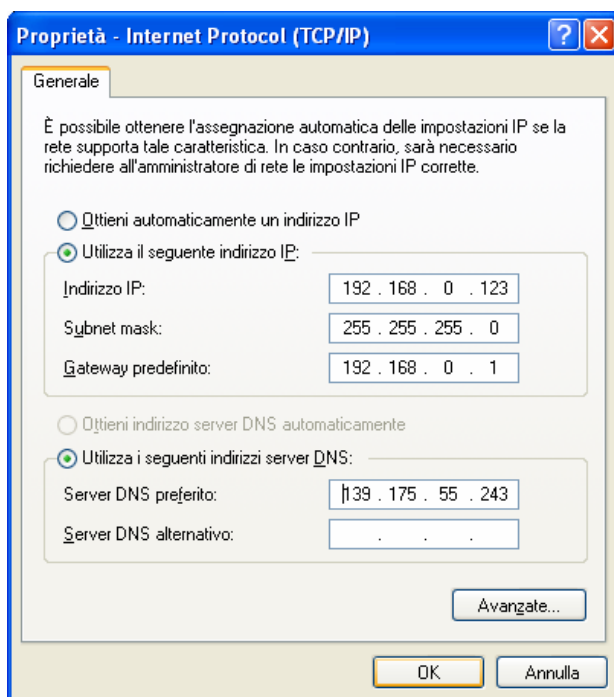 Proprietà - Internet Protocol (TCP/IP)
Generale
È possibile ottenere l'assegnazione automatica delle impostazioni IP se la
rete supporta tale caratteristica. In caso contrario, sarà necessario
richiedere all'amministratore di rete le impostazioni IP corrette.
Ottieni automaticamente un indirizzo IP
Utilizza il seguente indirizzo IP:
Indirizzo IP: 192 . 168 . 0 . 123
Subnet mask: 255 . 255 . 255 . 0
Gateway predefinito: 192 . 168 . 0 . 1
Ottieni indirizzo server DNS automaticamente
Utilizza i seguenti indirizzi server DNS:
Server DNS preferito: 139 . 175 . 55 . 243
Server DNS alternativo: . . .
Avanzate...
OK Annulla